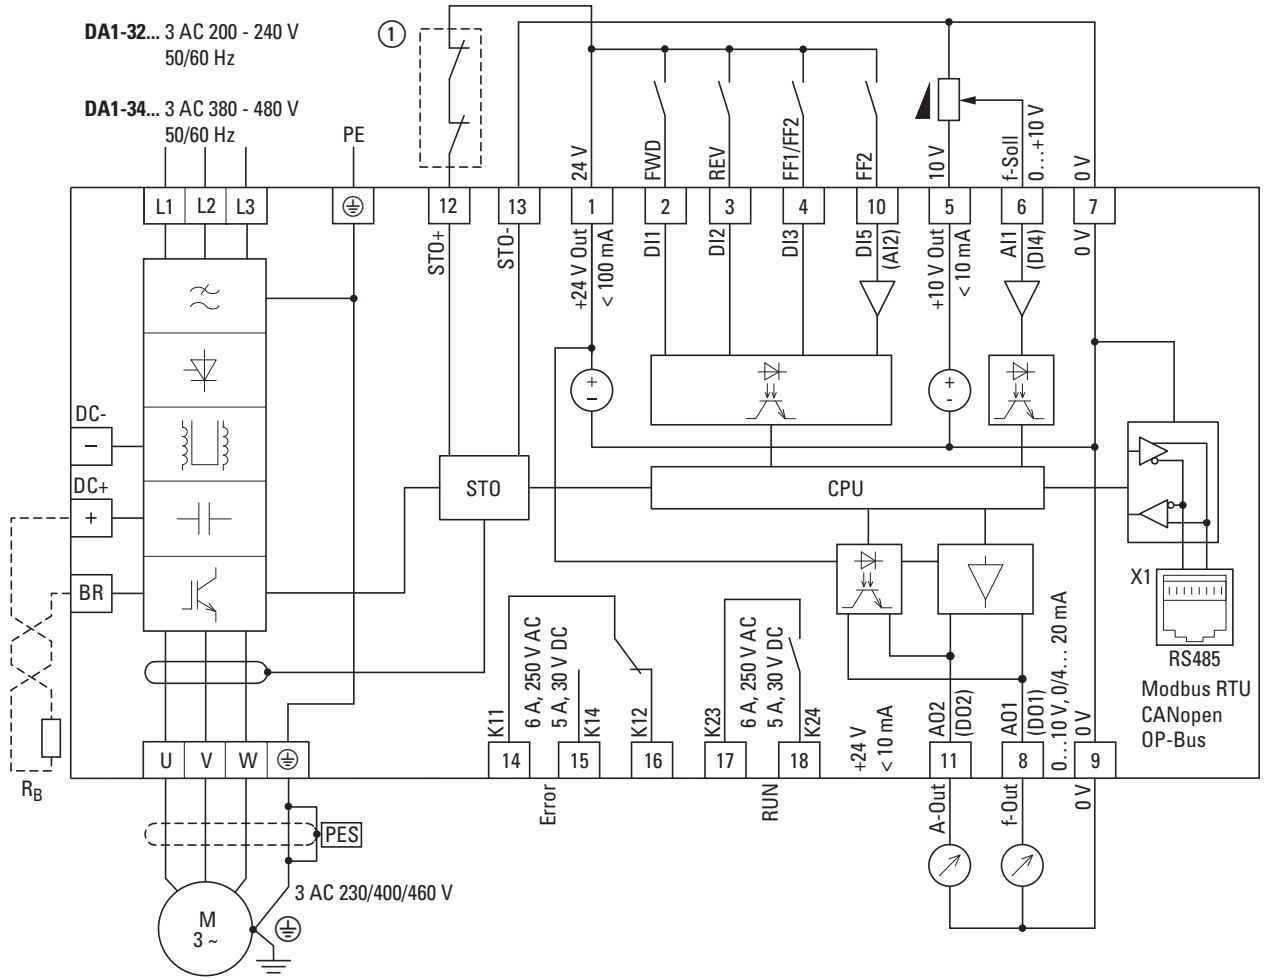 DA1-32... 3 AC 200 - 240 V
50/60 Hz
DA1-34... 3 AC 380 - 480 V
50/60 Hz
PE
1
24 V
FWD
REV
FF1/FF2
FF2
10 V
f-Soll
0…+10 V
0 V
L1
L2
L3
12
13
1
2
3
4
10
5
6
7
STO+
STO-
+24 V Out
< 100 mA
DI1
DI2
DI3
DI5
(AI2)
+10 V Out
< 10 mA
AI1
(DI4)
0 V
+
−
+
-
DC-
−
DC+
+
BR
STO
CPU
X1
RS485
Modbus RTU
CANopen
OP-Bus
K11
6 A, 250 V AC
5 A, 30 V DC
K14
K12
K23
6 A, 250 V AC
5 A, 30 V DC
K24
+24 V
< 10 mA
AO2
(DO2)
AO1
(DO1)
0…10 V, 0/4… 20 mA
0 V
U
V
W
14
15
16
17
18
11
8
9
RB
Error
RUN
A-Out
f-Out
0 V
PES
3 AC 230/400/460 V
M
3 ~